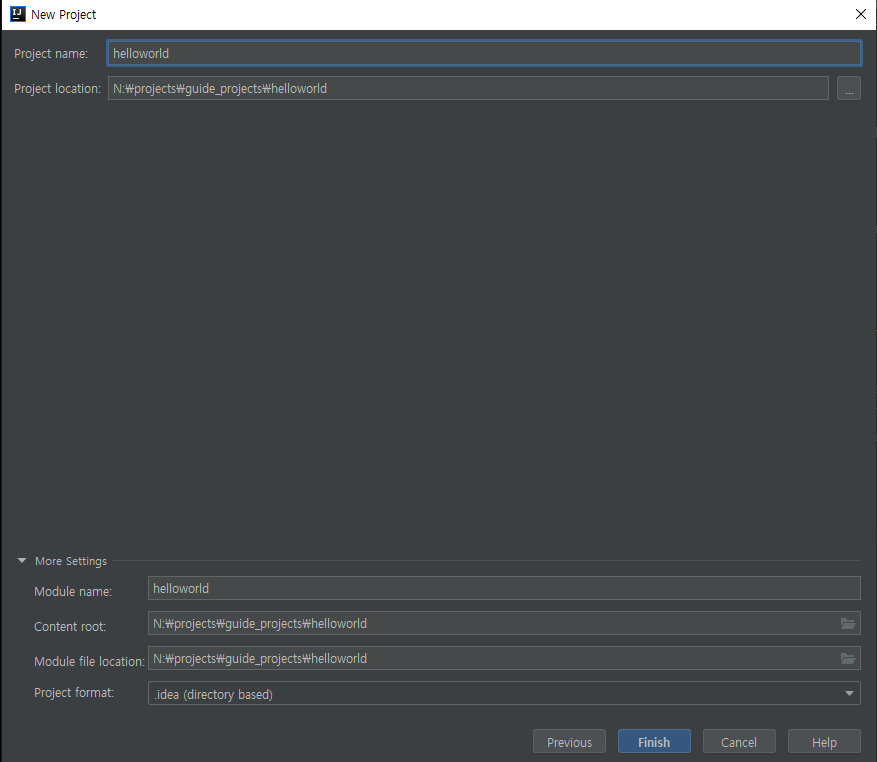 New Project
Project name: helloworld
Project location: N:₩projects₩guide_projects₩helloworld ...
More Settings
Module name: helloworld
Content root: N:₩projects₩guide_projects₩helloworld
Module file location: N:₩projects₩guide_projects₩helloworld
Project format: .idea (directory based)
Previous Finish Cancel Help